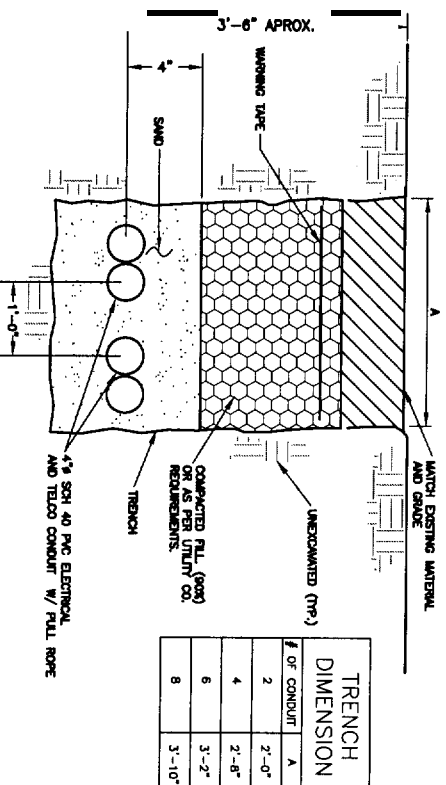 3'-6" APROX.
4"
WARNING TAPE
SAND
A
1'-0"
MATCH EXISTING MATERIAL
AND GRADE
UNEXCAVATED (TYP.)
COMPACTED FILL (90%)
OR AS PER UTILITY CO.
REQUIREMENTS.
TRENCH
4"ø SCH 40 PVC ELECTRICAL
AND TELCO CONDUIT W/ PULL ROPE
TRENCH
DIMENSION
# OF CONDUIT A
2 2'-0"
4 2'-8"
6 3'-2"
8 3'-10"